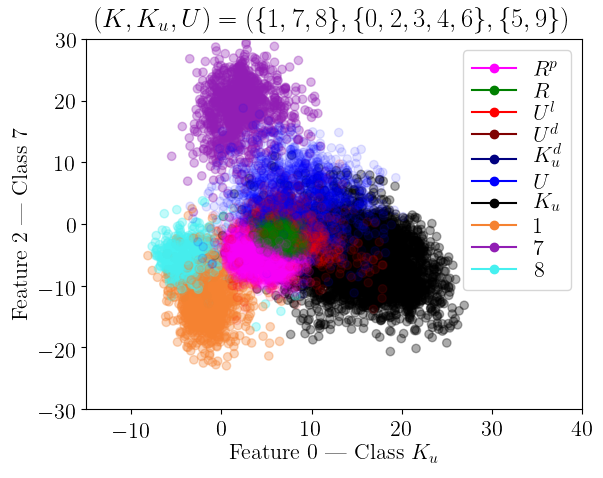 (K, K_u, U) = ({1, 7, 8}, {0, 2, 3, 4, 6}, {5, 9})
30
20
10
0
−10
−20
−30
Feature 2 — Class 7
R^p
R
U^l
U^d
K_u^d
U
K_u
1
7
8
−10 0 10 20 30 40
Feature 0 — Class K_u